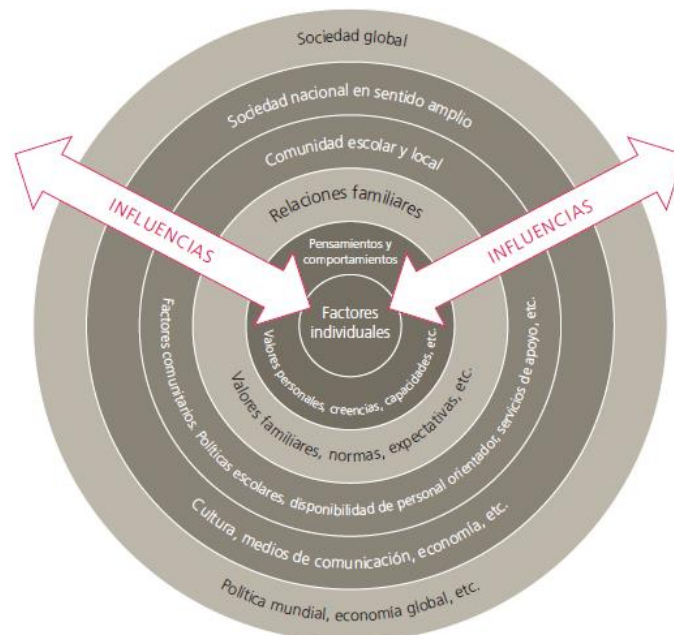 Sociedad global
Sociedad nacional en sentido amplio
Comunidad escolar y local
Relaciones familiares
Pensamientos y
comportamientos
INFLUENCIAS
INFLUENCIAS
Factores
individuales
Valores personales, creencias, capacidades, etc.
Valores familiares, normas, expectativas, etc.
Factores comunitarios. Políticas escolares, disponibilidad de personal orientador, servicios de apoyo, etc.
Cultura, medios de comunicación, economía, etc.
Política mundial, economía global, etc.